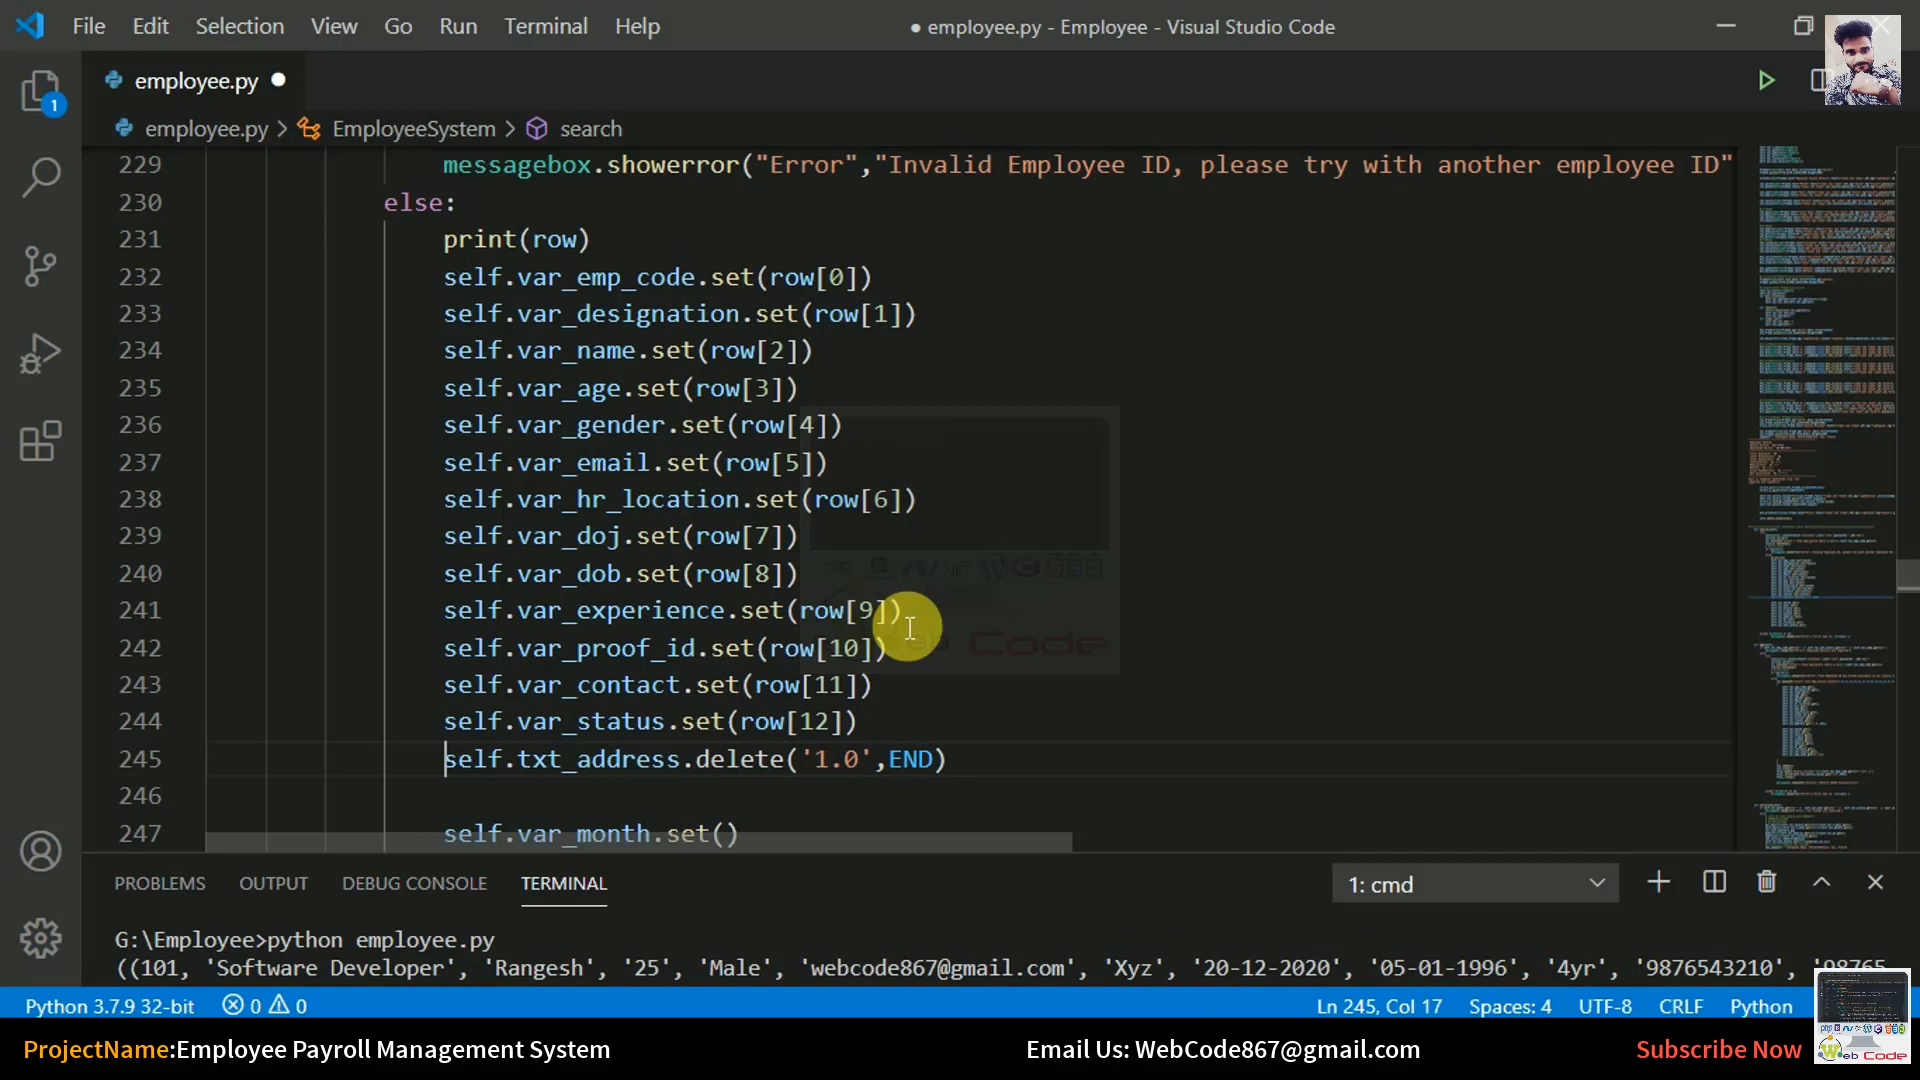 File Edit Selection View Go Run Terminal Help ● employee.py - Employee - Visual Studio Code
employee.py
employee.py > EmployeeSystem > search
229 messagebox.showerror("Error","Invalid Employee ID, please try with another employee ID"
230 else:
231 print(row)
232 self.var_emp_code.set(row[0])
233 self.var_designation.set(row[1])
234 self.var_name.set(row[2])
235 self.var_age.set(row[3])
236 self.var_gender.set(row[4])
237 self.var_email.set(row[5])
238 self.var_hr_location.set(row[6])
239 self.var_doj.set(row[7])
240 self.var_dob.set(row[8])
241 self.var_experience.set(row[9])
242 self.var_proof_id.set(row[10])
243 self.var_contact.set(row[11])
244 self.var_status.set(row[12])
245 self.txt_address.delete('1.0',END)
246
247 self.var_month.set()
1
Web Code
PROBLEMS OUTPUT DEBUG CONSOLE TERMINAL 1: cmd
G:\Employee>python employee.py
((101, 'Software Developer', 'Rangesh', '25', 'Male', 'webcode867@gmail.com', 'Xyz', '20-12-2020', '05-01-1996', '4yr', '9876543210', '98765
Python 3.7.9 32-bit 0 0 Ln 245, Col 17 Spaces: 4 UTF-8 CRLF Python
ProjectName:Employee Payroll Management System Email Us: WebCode867@gmail.com Subscribe Now
Web Code